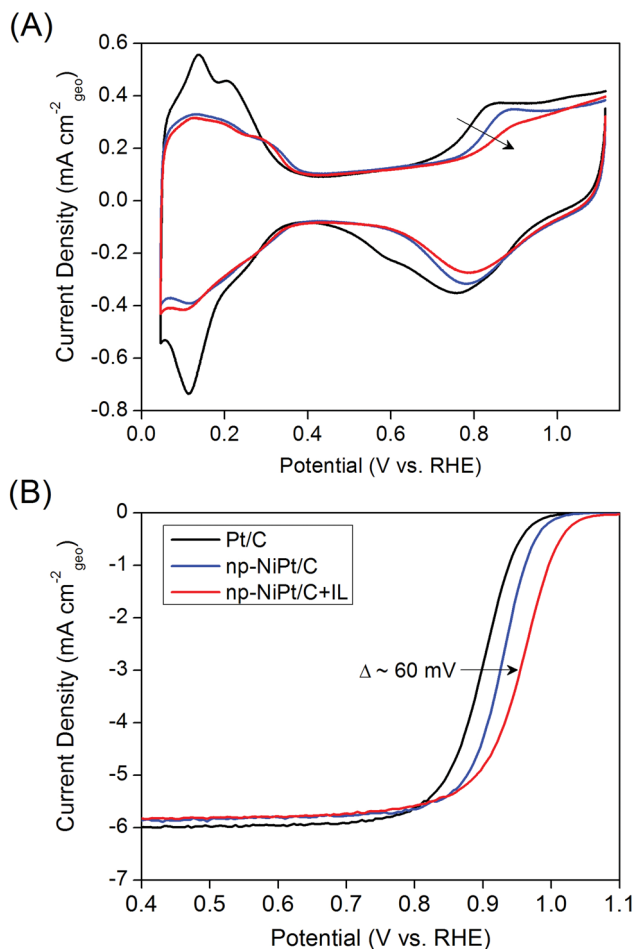 (A)
0.6
0.4
0.2
0.0
-0.2
-0.4
-0.6
-0.8
Current Density (mA cm⁻²geo)
0.0 0.2 0.4 0.6 0.8 1.0
Potential (V vs. RHE)
(B)
0
-1
-2
-3
-4
-5
-6
-7
Current Density (mA cm⁻²geo)
Pt/C
np-NiPt/C
np-NiPt/C+IL
Δ ~ 60 mV
0.4 0.5 0.6 0.7 0.8 0.9 1.0 1.1
Potential (V vs. RHE)